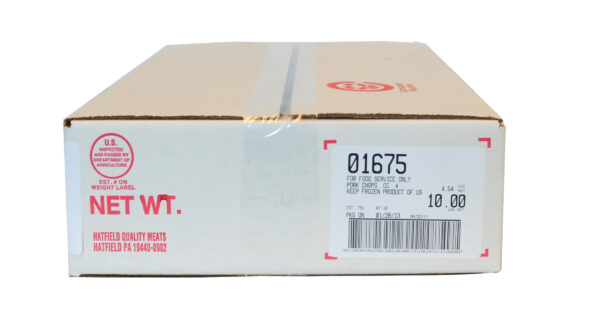 U.S.
INSPECTED
AND PASSED BY
DEPARTMENT OF
AGRICULTURE
EST. # ON
WEIGHT LABEL
NET WT.
HATFIELD QUALITY MEATS
HATFIELD PA 19440-0902
01675
FOR FOOD SERVICE ONLY
PORK CHOPS, CC 4
KEEP FROZEN PRODUCT OF US
4.54
10.00
PKG ON 01/28/13